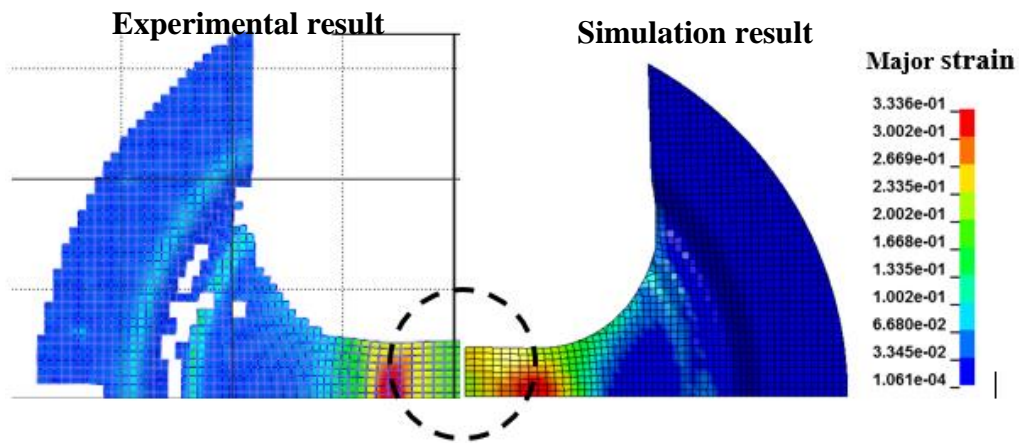 Experimental result
Simulation result
Major strain
3.336e-01
3.002e-01
2.669e-01
2.335e-01
2.002e-01
1.668e-01
1.335e-01
1.002e-01
6.680e-02
3.345e-02
1.061e-04